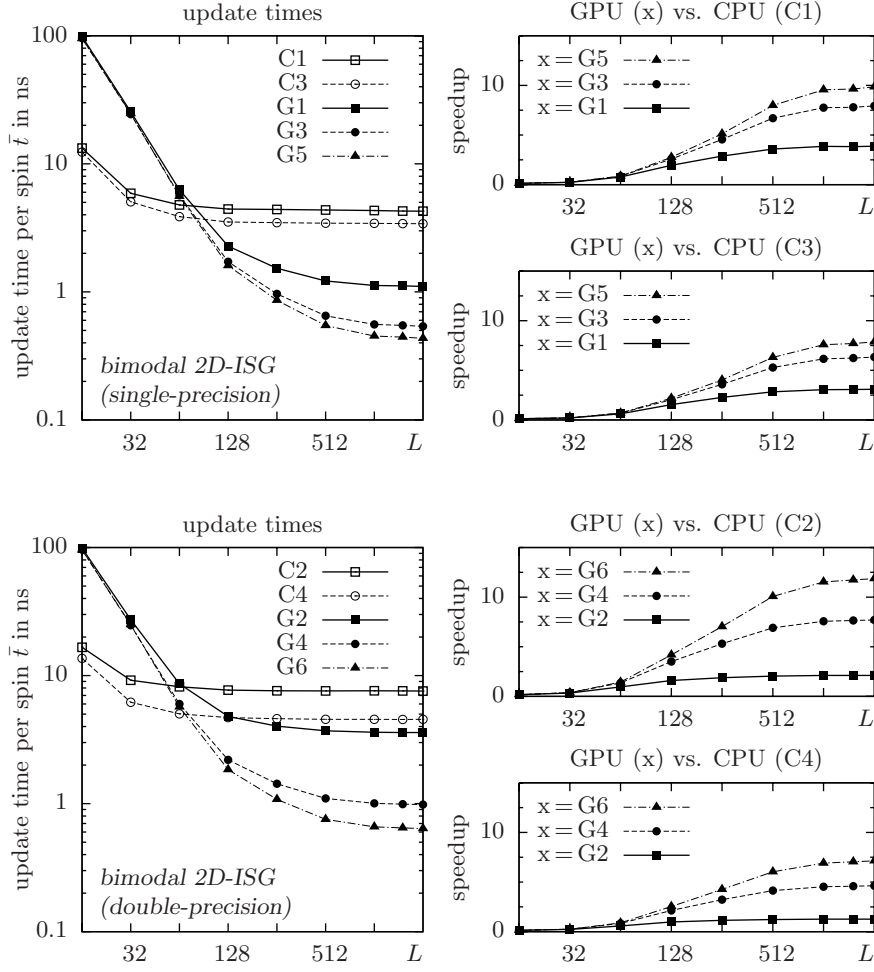 update times
100
10
1
0.1
update time per spin t̄ in ns
C1
C3
G1
G3
G5
bimodal 2D-ISG
(single-precision)
32 128 512 L
GPU (x) vs. CPU (C1)
10
0
speedup
x = G5
x = G3
x = G1
32 128 512 L
GPU (x) vs. CPU (C3)
10
0
speedup
x = G5
x = G3
x = G1
32 128 512 L
update times
100
10
1
0.1
update time per spin t̄ in ns
C2
C4
G2
G4
G6
bimodal 2D-ISG
(double-precision)
32 128 512 L
GPU (x) vs. CPU (C2)
10
0
speedup
x = G6
x = G4
x = G2
32 128 512 L
GPU (x) vs. CPU (C4)
10
0
speedup
x = G6
x = G4
x = G2
32 128 512 L